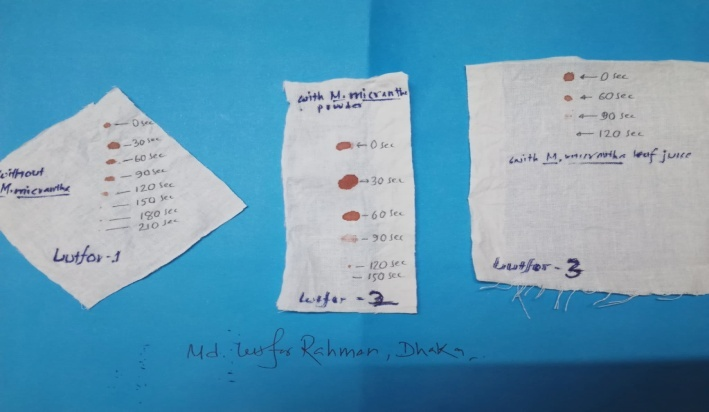 0 sec
30 sec
60 sec
90 sec
120 sec
150 sec
180 sec
210 sec
without
M. micrantha
Lutfor-1
with M. micrantha
powder
0 sec
30 sec
60 sec
90 sec
120 sec
150 sec
Lutfor - 2
0 sec
60 sec
90 sec
120 sec
with M. micrantha leaf juice
Lutfor - 3
Md. Lutfor Rahman, Dhaka